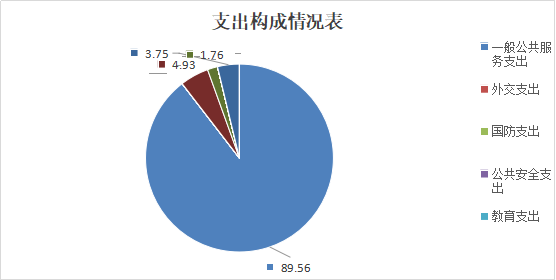 支出构成情况表
3.75
1.76
4.93
89.56
一般公共服
务支出
外交支出
国防支出
公共安全支
出
教育支出